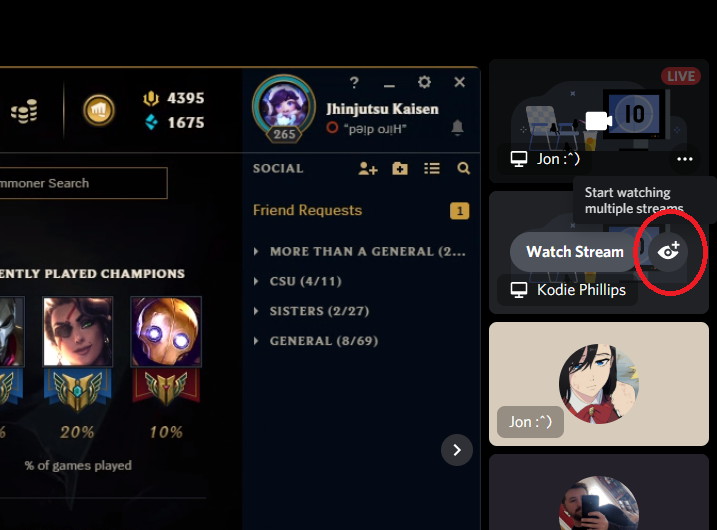 4395
1675
?
265
Jhinjutsu Kaisen
"pǝᴉp oɹᴉH"
mmoner Search
SOCIAL
Friend Requests
1
MORE THAN A GENERAL (2...
CSU (4/11)
SISTERS (2/27)
GENERAL (8/69)
ENTLY PLAYED CHAMPIONS
%
20%
10%
% of games played
LIVE
10
Jon :ˆ)
Start watching
multiple streams
Watch Stream
Kodie Phillips
Jon :ˆ)